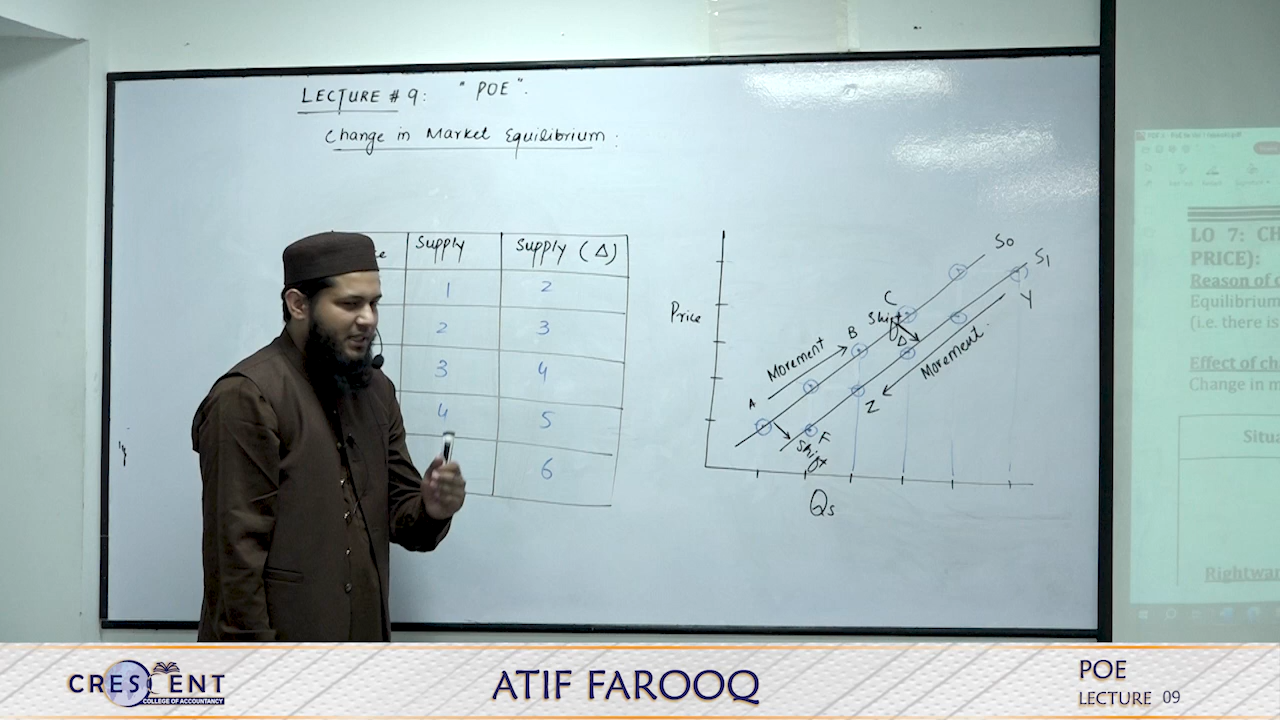 LECTURE # 9: "POE".
Change in Market Equilibrium:
Supply
Supply (Δ)
1
2
2
3
3
4
4
5
6
Price
S0
S1
C
Shift
Y
B
Movement
Δ
Movement
A
Z
F
Shift
Qs
LO 7: CH
PRICE):
Reason of c
Equilibrium
(i.e. there is
Effect of ch
Change in m
Situa
Rightwar
CRESCENT
COLLEGE OF ACCOUNTANCY
ATIF FAROOQ
POE
LECTURE 09